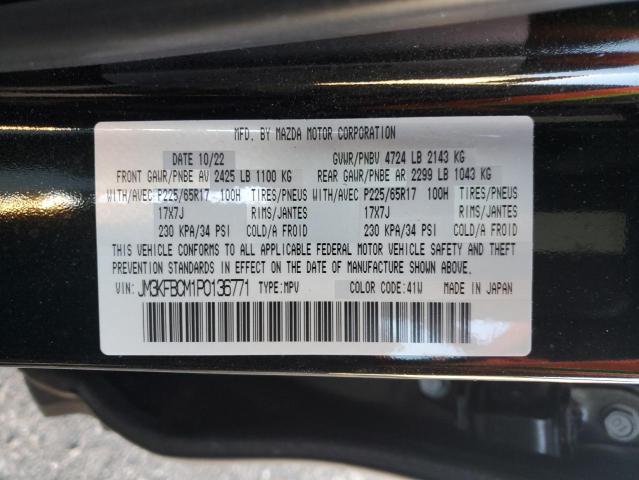 MFD. BY MAZDA MOTOR CORPORATION
DATE 10/22 GVWR/PNBV 4724 LB 2143 KG
FRONT GAWR/PNBE AV 2425 LB 1100 KG REAR GAWR/PNBE AR 2299 LB 1043 KG
WITH/AVEC P225/65R17 100H TIRES/PNEUS WITH/AVEC P225/65R17 100H TIRES/PNEUS
17X7J RIMS/JANTES 17X7J RIMS/JANTES
230 KPA/34 PSI COLD/A FROID 230 KPA/34 PSI COLD/A FROID
THIS VEHICLE CONFORMS TO ALL APPLICABLE FEDERAL MOTOR VEHICLE SAFETY AND THEFT
PREVENTION STANDARDS IN EFFECT ON THE DATE OF MANUFACTURE SHOWN ABOVE.
VIN: JM3KFBCM1P0136771 TYPE:MPV COLOR CODE:41W MADE IN JAPAN